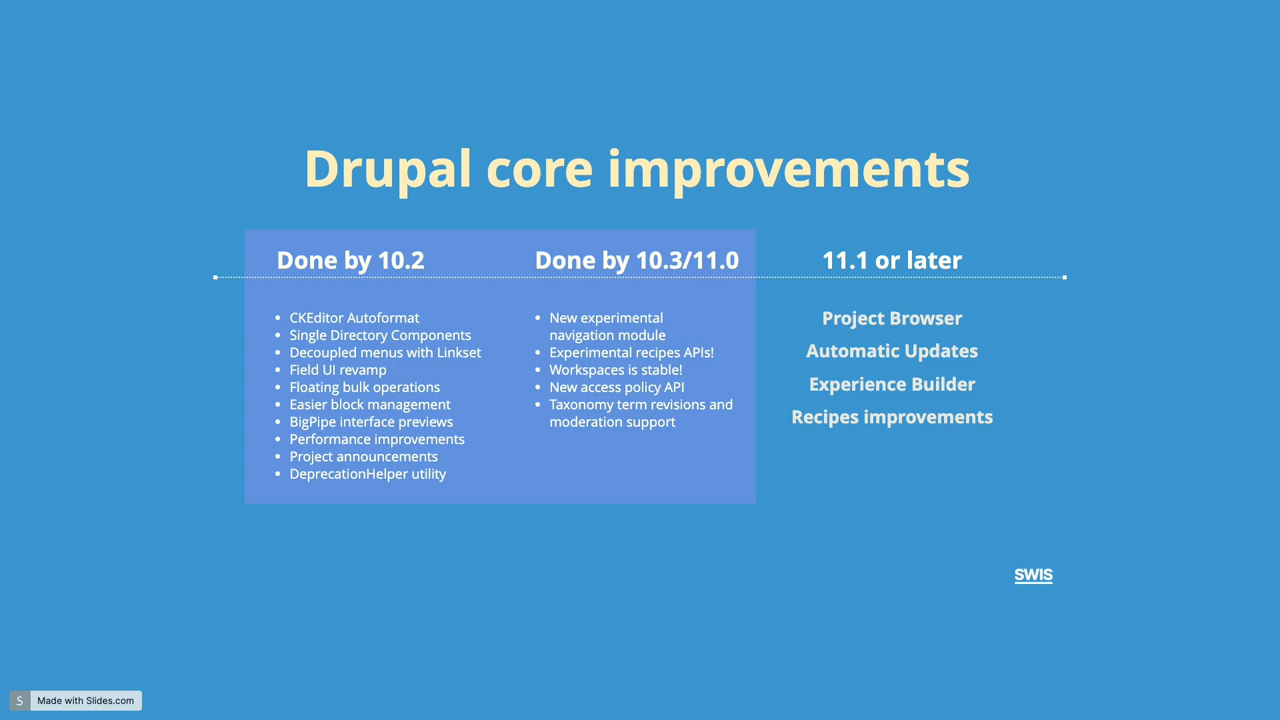 Drupal core improvements
Done by 10.2
CKEditor Autoformat
Single Directory Components
Decoupled menus with Linkset
Field UI revamp
Floating bulk operations
Easier block management
BigPipe interface previews
Performance improvements
Project announcements
DeprecationHelper utility
Done by 10.3/11.0
New experimental
navigation module
Experimental recipes APIs!
Workspaces is stable!
New access policy API
Taxonomy term revisions and
moderation support
11.1 or later
Project Browser
Automatic Updates
Experience Builder
Recipes improvements
SWIS
S Made with Slides.com